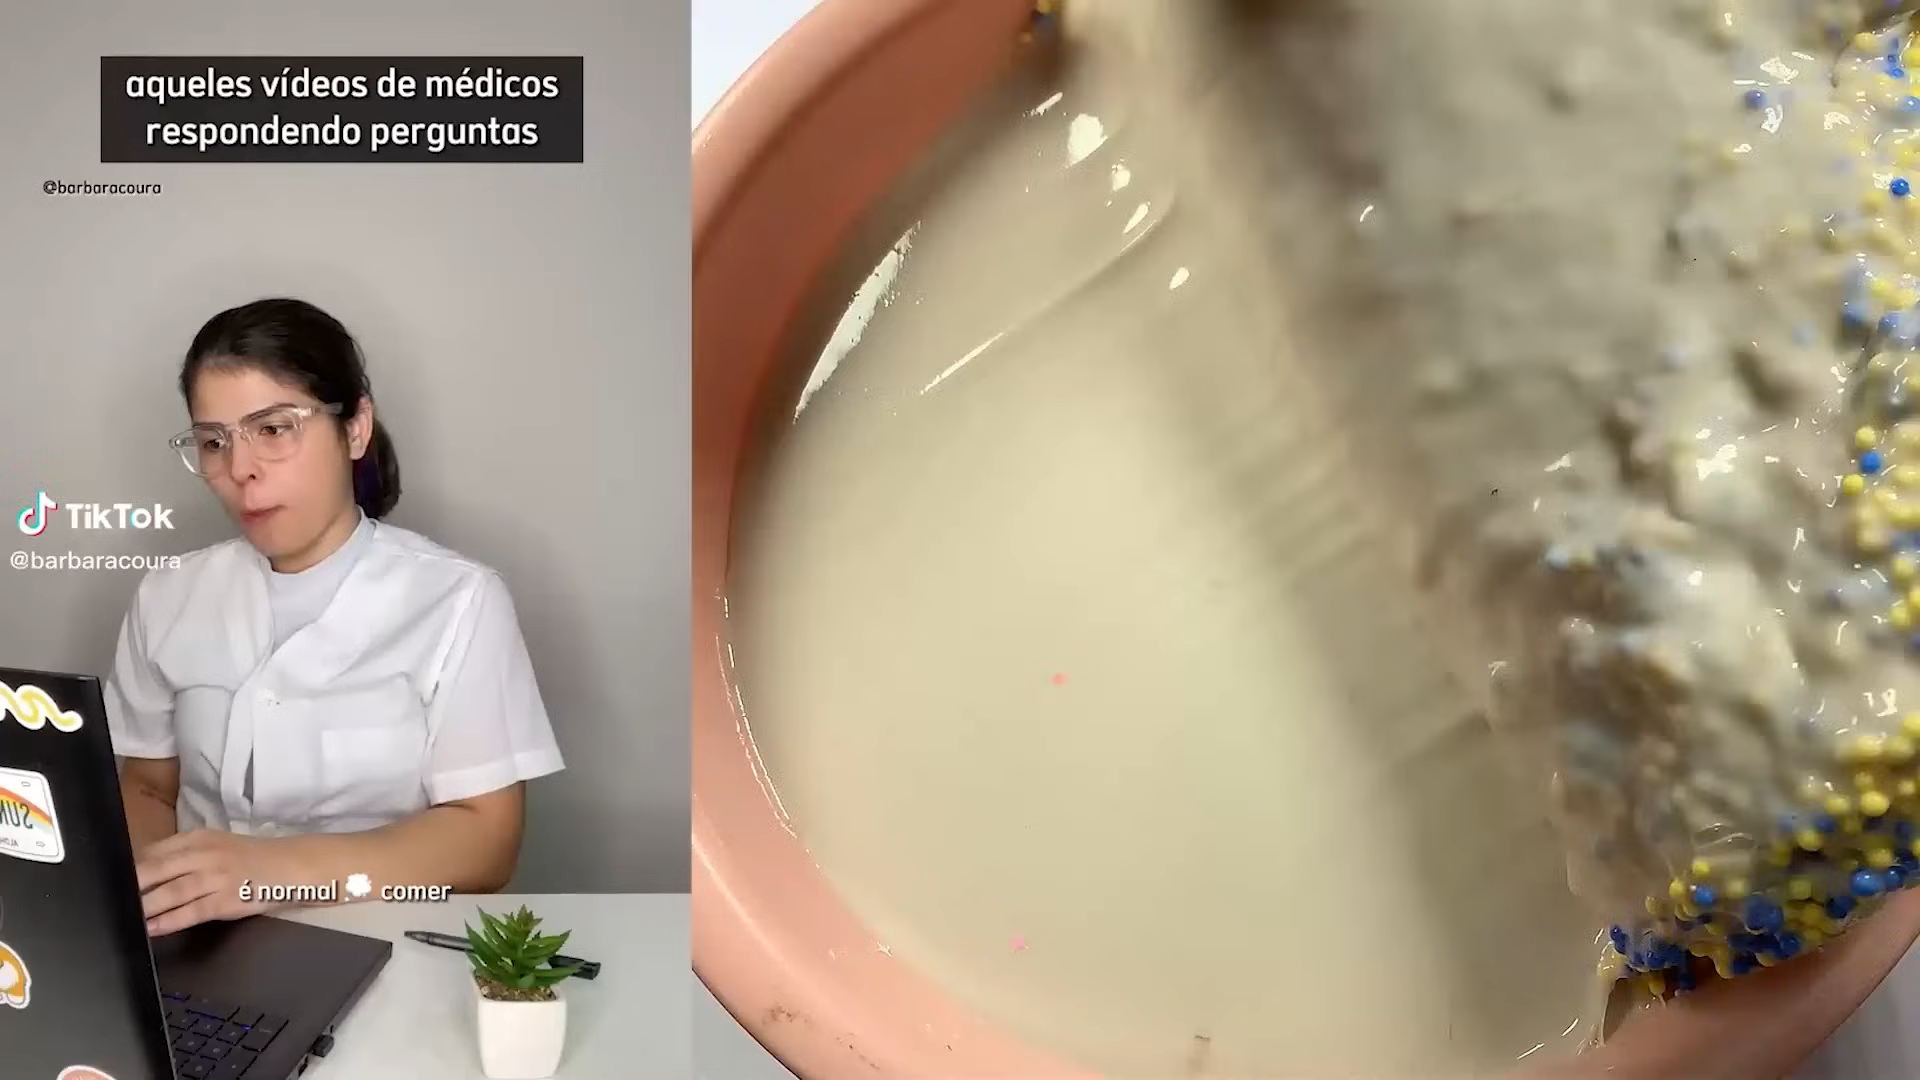 aqueles vídeos de médicos
respondendo perguntas
@barbaracoura
TikTok
@barbaracoura
é normal comer